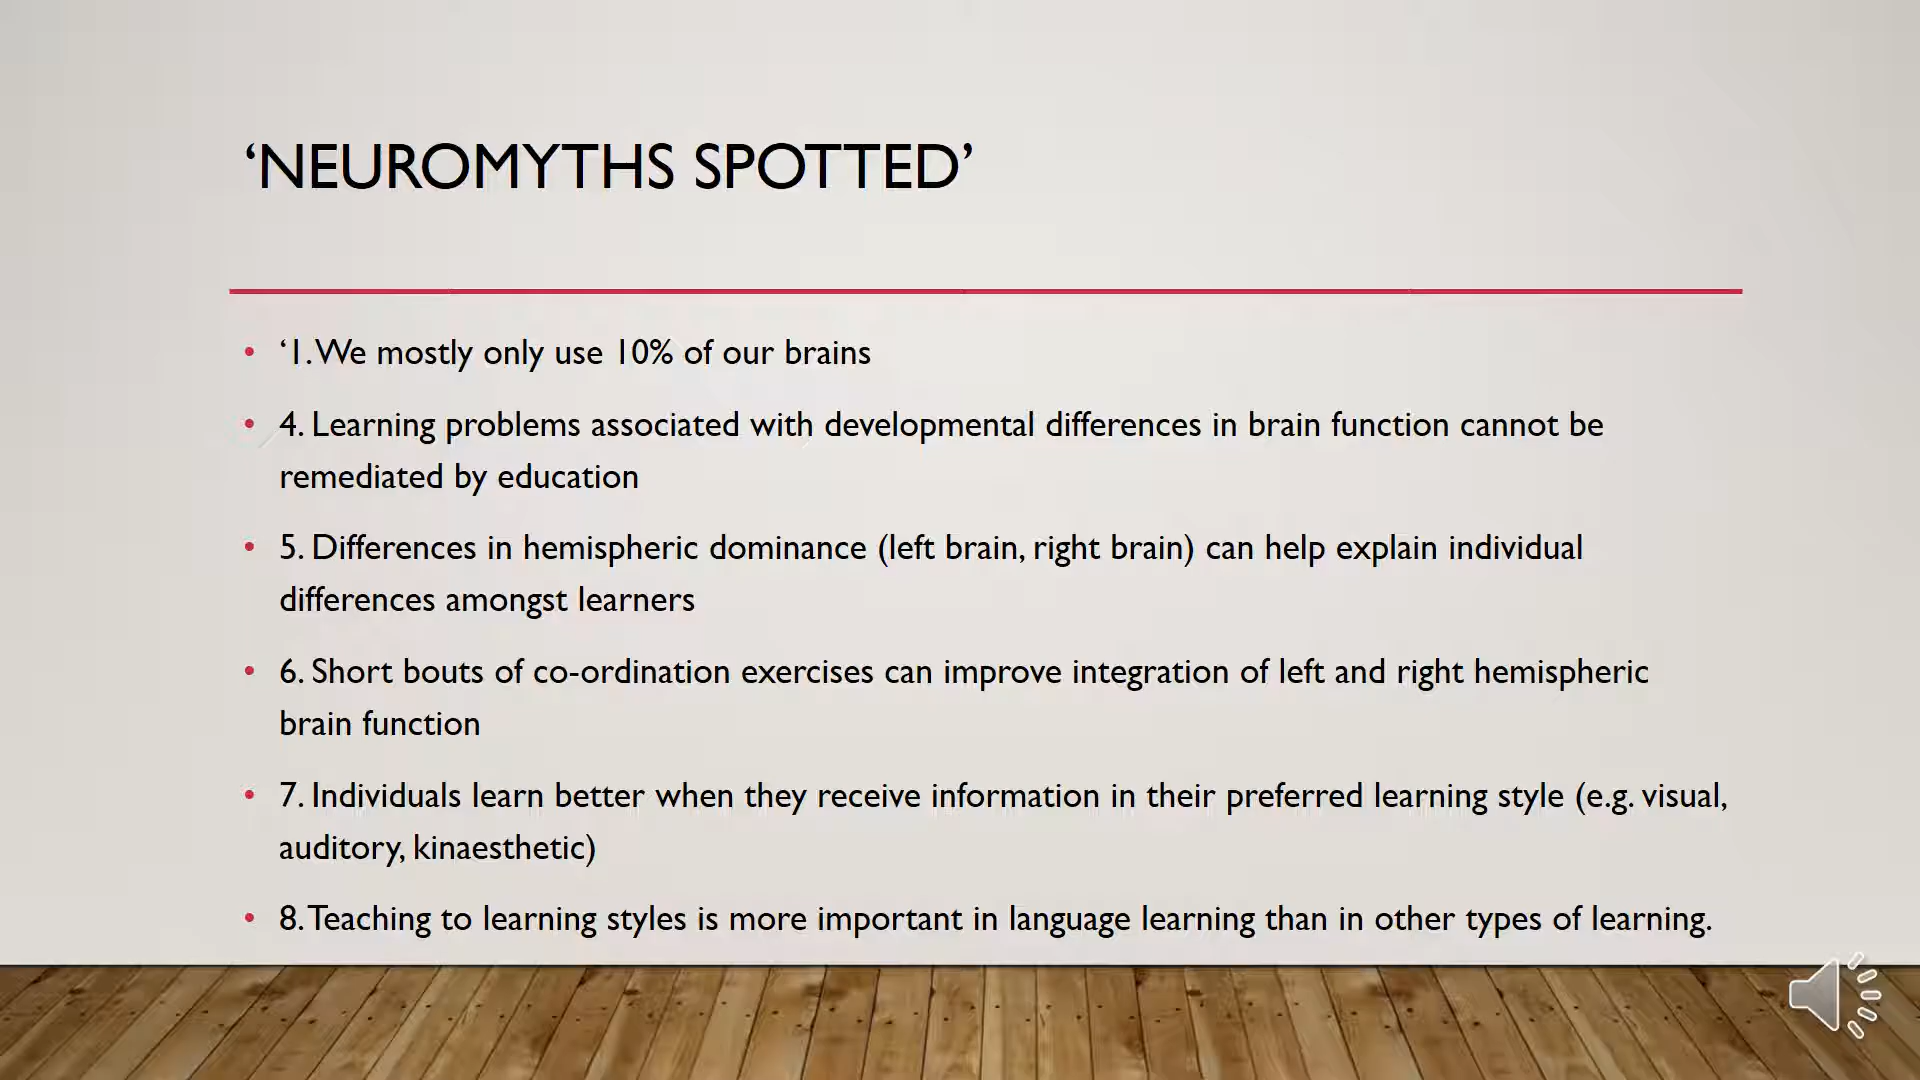 ‘NEUROMYTHS SPOTTED’
• ‘1. We mostly only use 10% of our brains
• 4. Learning problems associated with developmental differences in brain function cannot be
remediated by education
• 5. Differences in hemispheric dominance (left brain, right brain) can help explain individual
differences amongst learners
• 6. Short bouts of co-ordination exercises can improve integration of left and right hemispheric
brain function
• 7. Individuals learn better when they receive information in their preferred learning style (e.g. visual,
auditory, kinaesthetic)
• 8. Teaching to learning styles is more important in language learning than in other types of learning.